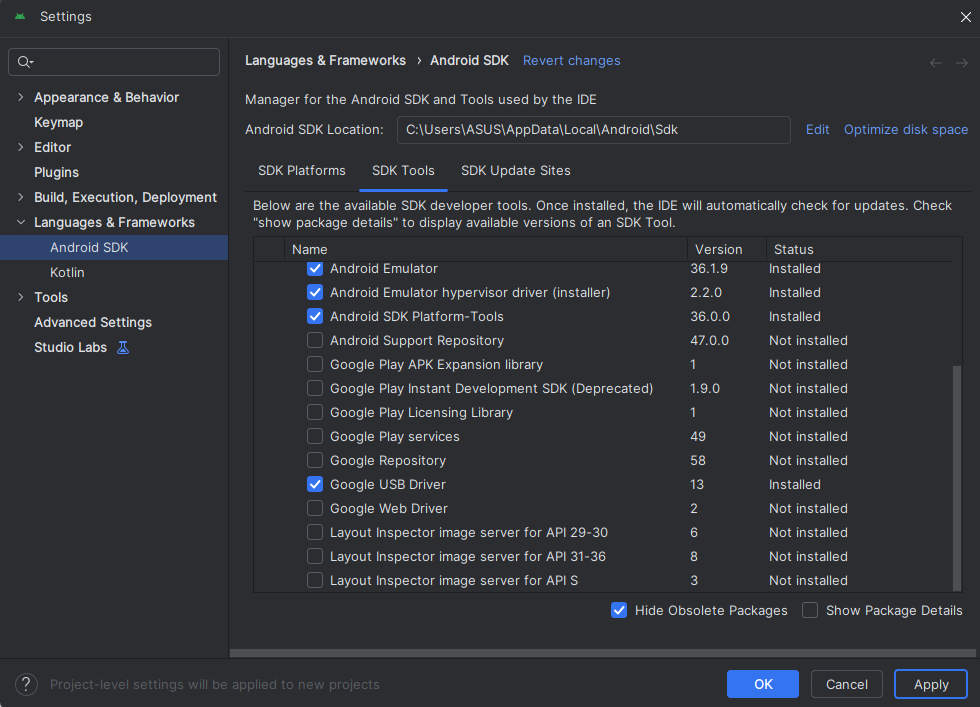 Settings
Languages & Frameworks › Android SDK Revert changes
Appearance & Behavior
Keymap
Editor
Plugins
Build, Execution, Deployment
Languages & Frameworks
Android SDK
Kotlin
Tools
Advanced Settings
Studio Labs
Manager for the Android SDK and Tools used by the IDE
Android SDK Location: C:\Users\ASUS\AppData\Local\Android\Sdk Edit Optimize disk space
SDK Platforms SDK Tools SDK Update Sites
Below are the available SDK developer tools. Once installed, the IDE will automatically check for updates. Check
"show package details" to display available versions of an SDK Tool.
Name Version Status
Android Emulator 36.1.9 Installed
Android Emulator hypervisor driver (installer) 2.2.0 Installed
Android SDK Platform-Tools 36.0.0 Installed
Android Support Repository 47.0.0 Not installed
Google Play APK Expansion library 1 Not installed
Google Play Instant Development SDK (Deprecated) 1.9.0 Not installed
Google Play Licensing Library 1 Not installed
Google Play services 49 Not installed
Google Repository 58 Not installed
Google USB Driver 13 Installed
Google Web Driver 2 Not installed
Layout Inspector image server for API 29-30 6 Not installed
Layout Inspector image server for API 31-36 8 Not installed
Layout Inspector image server for API S 3 Not installed
Hide Obsolete Packages Show Package Details
? Project-level settings will be applied to new projects
OK Cancel Apply